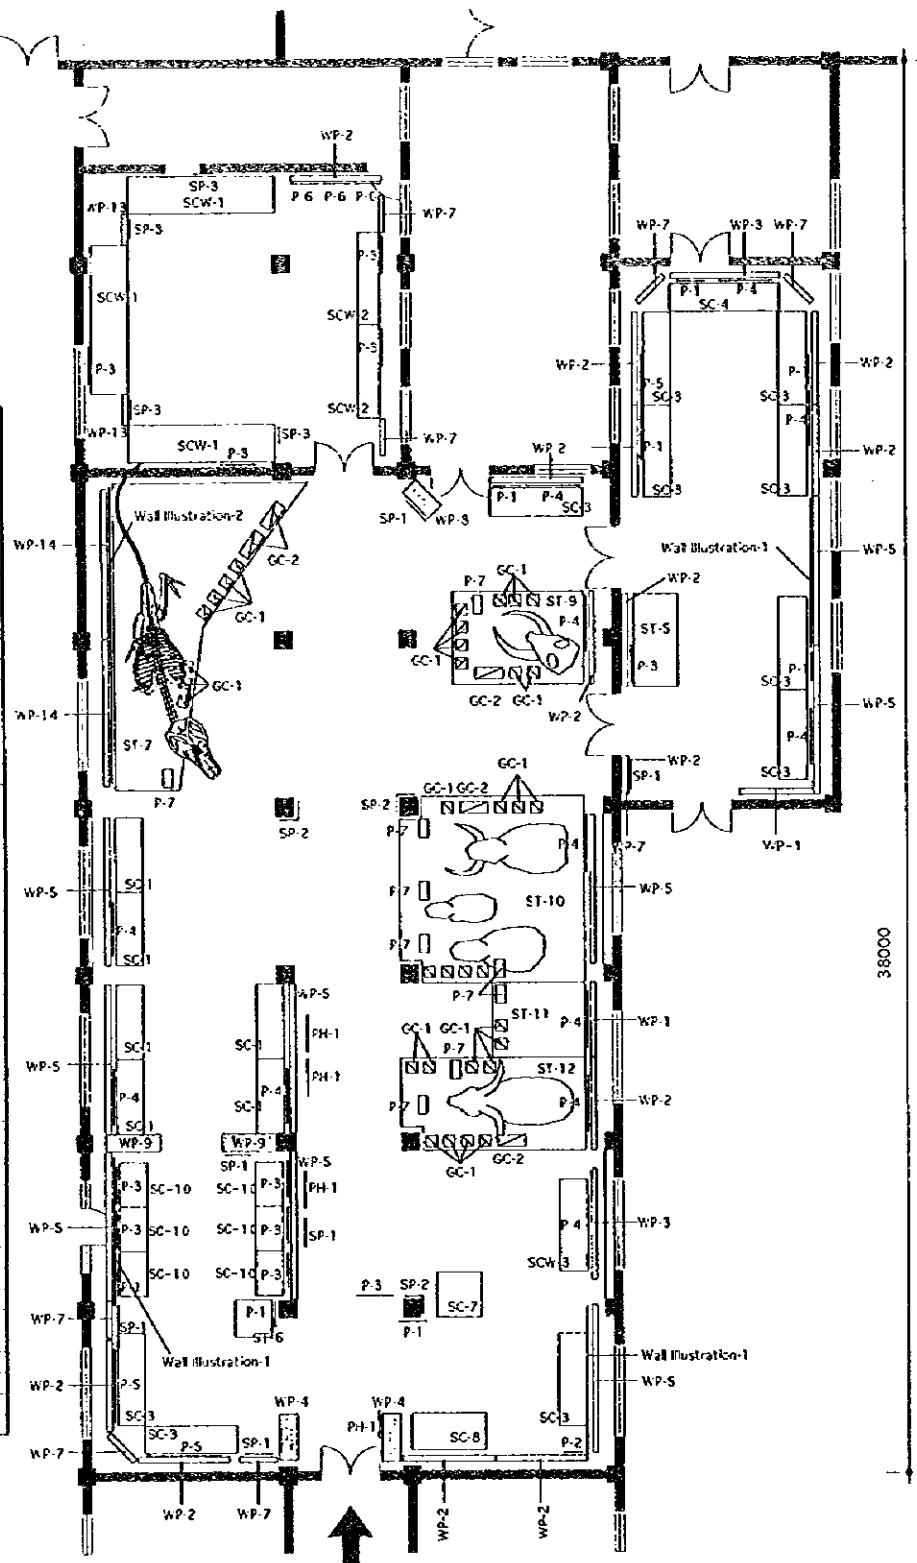 WP-2
SP-3
SCW-1
P-6 P-6
WP-13
WP-7
SP-3
WP-7 WP-3 WP-7
P-3
P-1 P-4
SC-4
SCW-1
SCW-2
WP-2
WP-2
P-5
SC-3
SC-3
P-4
P-3
P-3
SP-3
SCW-2
WP-13
SCW-1
SP-3
P-3
WP-7
P-1
WP-2
WP-2
P-1 P-4
SC-3
SC-3
SC-3
SP-1
Wall Illustration-2
WP-14
GC-2
Wall Illustration-1
WP-5
GC-1
P-7
GC-1
ST-9
WP-2
P-4
ST-5
GC-1
GC-1
P-3
P-1
SC-3
GC-2 GC-1
WP-14
WP-2
WP-5
ST-7
P-4
GC-1
WP-2
SC-3
SP-1
P-7
GC-1 GC-2
SP-2
SP-2
P-7
P-4
P-7
WP-1
WP-5
SC-1
P-7
ST-10
WP-5
P-4
SC-1
P-7
38000
WP-5
P-7
PH-1
GC-1 GC-1
ST-11
P-4
WP-1
SC-1
SC-1
P-7
ST-12
WP-5
PH-1
P-4
P-4
SC-1
P-7
P-4
WP-2
SC-1
WP-9
WP-9
SP-1
WP-5
GC-1
GC-2
P-3
SC-10
SC-10
P-3
PH-1
WP-5
P-3
SC-10
SC-10
P-3
SP-1
P-4
WP-3
SC-10
SC-10
P-3
SCW-3
P-3
SP-2
WP-7
SP-1
P-1
SC-7
ST-6
P-1
Wall Illustration-1
Wall Illustration-1
WP-2
P-5
WP-5
SC-3
WP-4
WP-4
SC-3
PH-1
SC-3
WP-7
P-5
SP-1
SC-8
P-2
WP-2
WP-7
WP-2
WP-2